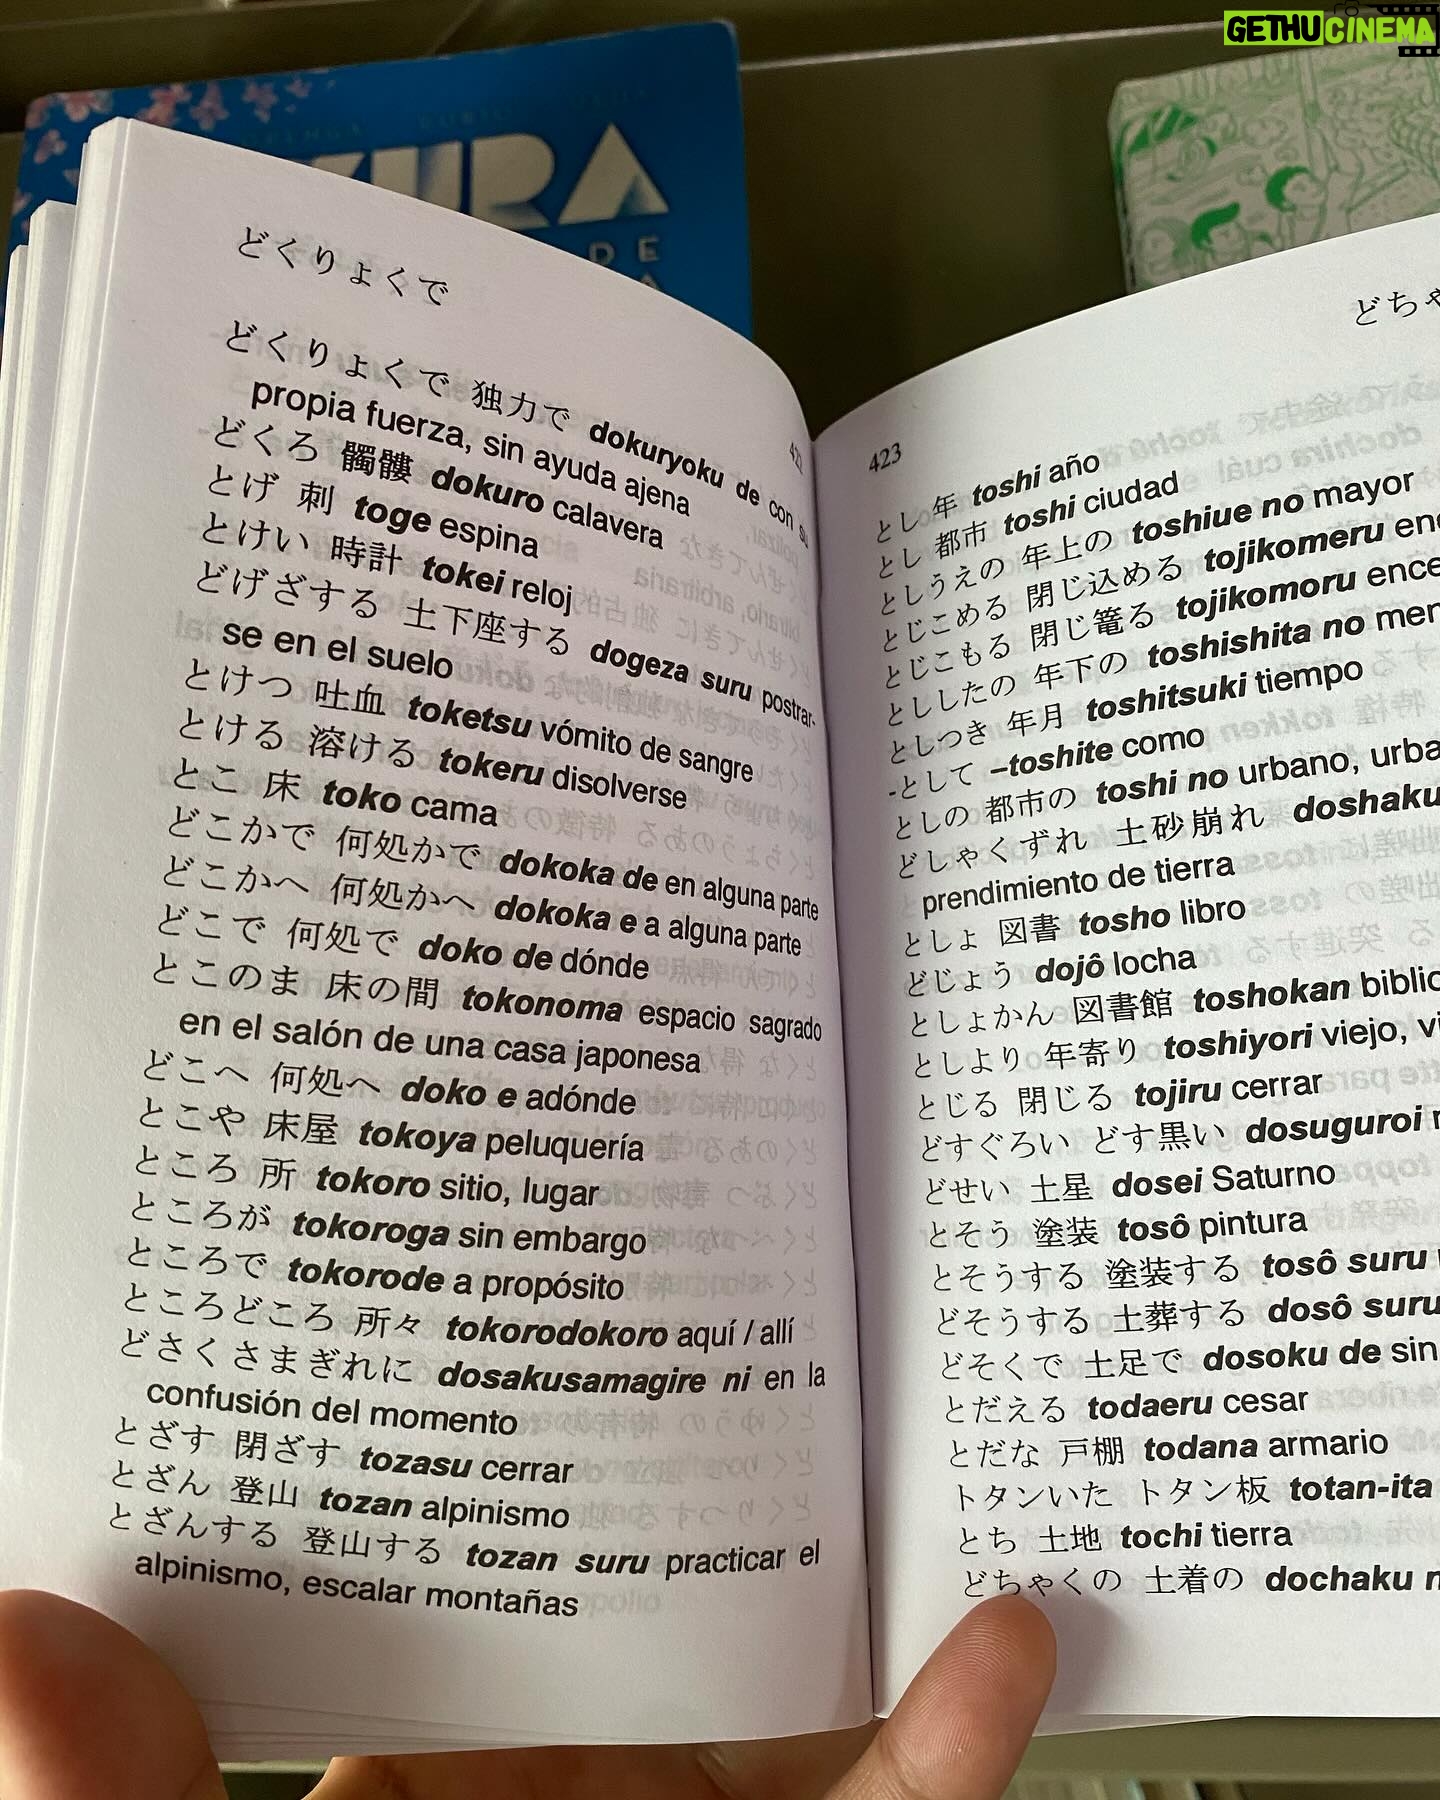 GETHU CINEMA
URA
DE
どくりょくで
どくりょくで 独力で dokuryoku de con su
propia fuerza, sin ayuda ajena
どくろ 髑髏 dokuro calavera
とげ 刺 toge espina
とけい 時計 tokei reloj
どげざする 土下座する dogeza suru postrar-
se en el suelo
とけつ 吐血 toketsu vómito de sangre
とける 溶ける tokeru disolverse
とこ 床 toko cama
どこかで 何処かで dokoka de en alguna parte
どこかへ 何処かへ dokoka e a alguna parte
どこで 何処で doko de dónde
とこのま 床の間 tokonoma espacio sagrado
en el salón de una casa japonesa
どこへ 何処へ doko e adónde
とこや 床屋 tokoya peluquería
ところ 所 tokoro sitio, lugar
ところが tokoroga sin embargo
ところで tokorode a propósito
ところどころ 所々 tokorodokoro aquí / allí
どさくさまぎれに dosakusamagire ni en la
confusión del momento
とざす 閉ざす tozasu cerrar
とざん 登山 tozan alpinismo
とざんする 登山する tozan suru practicar el
alpinismo, escalar montañas
423
どちゃ
とし 年 toshi año
とし 都市 toshi ciudad
としうえの 年上の toshiue no mayor
とじこめる 閉じ込める tojikomeru
とじこもる 閉じ篭る tojikomoru
とししたの 年下の toshishita no
としつき 年月 toshitsuki tiempo
-として –toshite como
としの 都市の toshi no urbano,
どしゃくずれ 土砂崩れ
prendimiento de tierra
としょ 図書 tosho libro
どじょう dojô locha
としょかん 図書館 toshokan
としより 年寄り toshiyori viejo,
とじる 閉じる tojiru cerrar
どすぐろい どす黒い dosuguroi
どせい 土星 dosei Saturno
とそう 塗装 tosô pintura
とそうする 塗装する tosô suru
どそうする 土葬する dosô suru
どそくで 土足で dosoku de sin
とだえる todaeru cesar
とだな 戸棚 todana armario
トタンいた トタン板 totan-ita
とち 土地 tochi tierra
どちゃくの 土着の dochaku